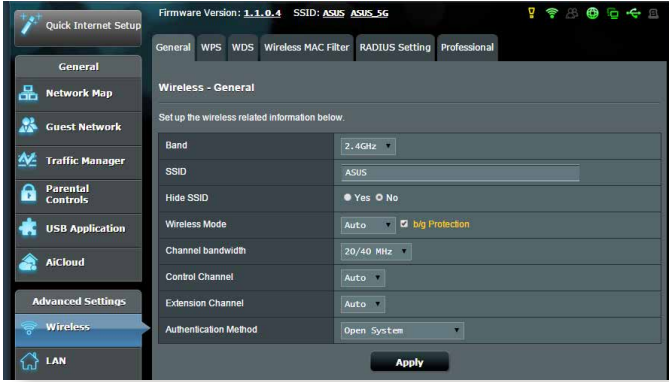 Quick Internet Setup
Firmware Version: 1.1.0.4 SSID: ASUS ASUS_5G
General WPS WDS Wireless MAC Filter RADIUS Setting Professional
General
Network Map
Guest Network
Traffic Manager
Parental
Controls
USB Application
AiCloud
Advanced Settings
Wireless
LAN
Wireless - General
Set up the wireless related information below.
Band 2.4GHz
SSID ASUS
Hide SSID Yes No
Wireless Mode Auto b/g Protection
Channel bandwidth 20/40 MHz
Control Channel Auto
Extension Channel Auto
Authentication Method Open System
Apply